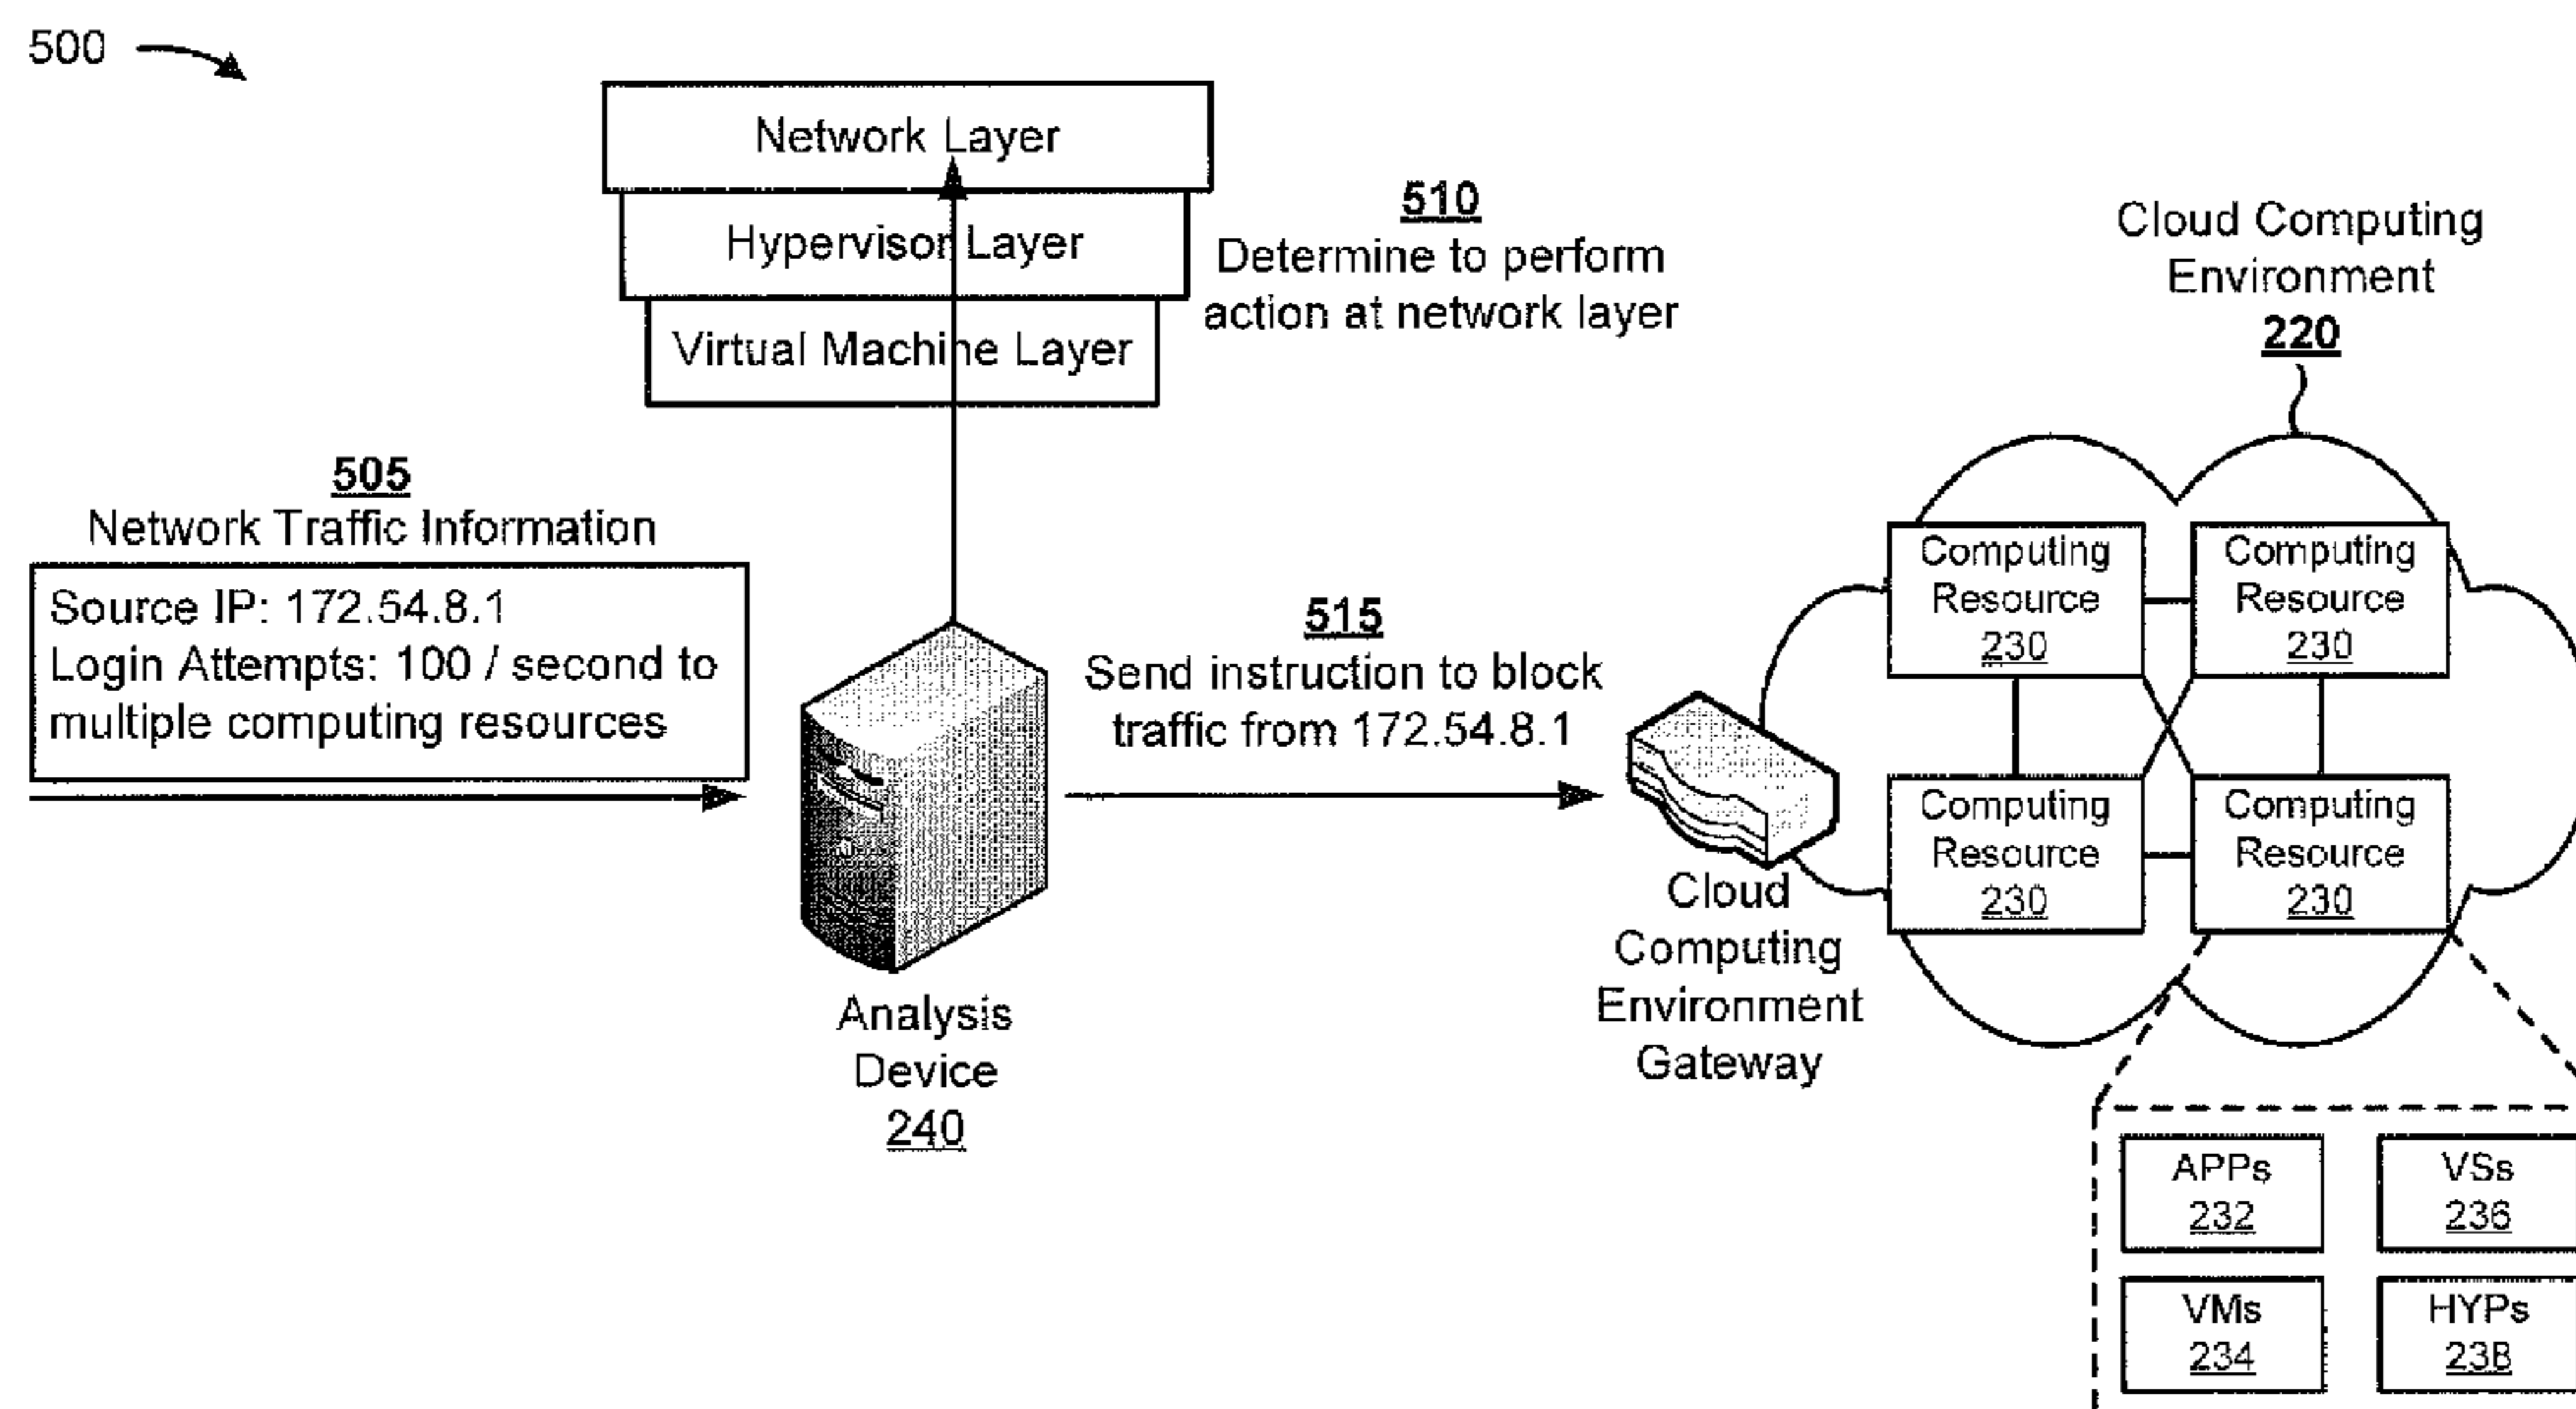 500
Network Layer
Hypervisor Layer
Virtual Machine Layer
510
Determine to perform
action at network layer
Cloud Computing
Environment
220
505
Network Traffic Information
Source IP: 172.54.8.1
Login Attempts: 100 / second to
multiple computing resources
515
Send instruction to block
traffic from 172.54.8.1
Analysis
Device
240
Cloud
Computing
Environment
Gateway
Computing
Resource
230
Computing
Resource
230
Computing
Resource
230
Computing
Resource
230
APPs
232
VSs
236
VMs
234
HYPs
238